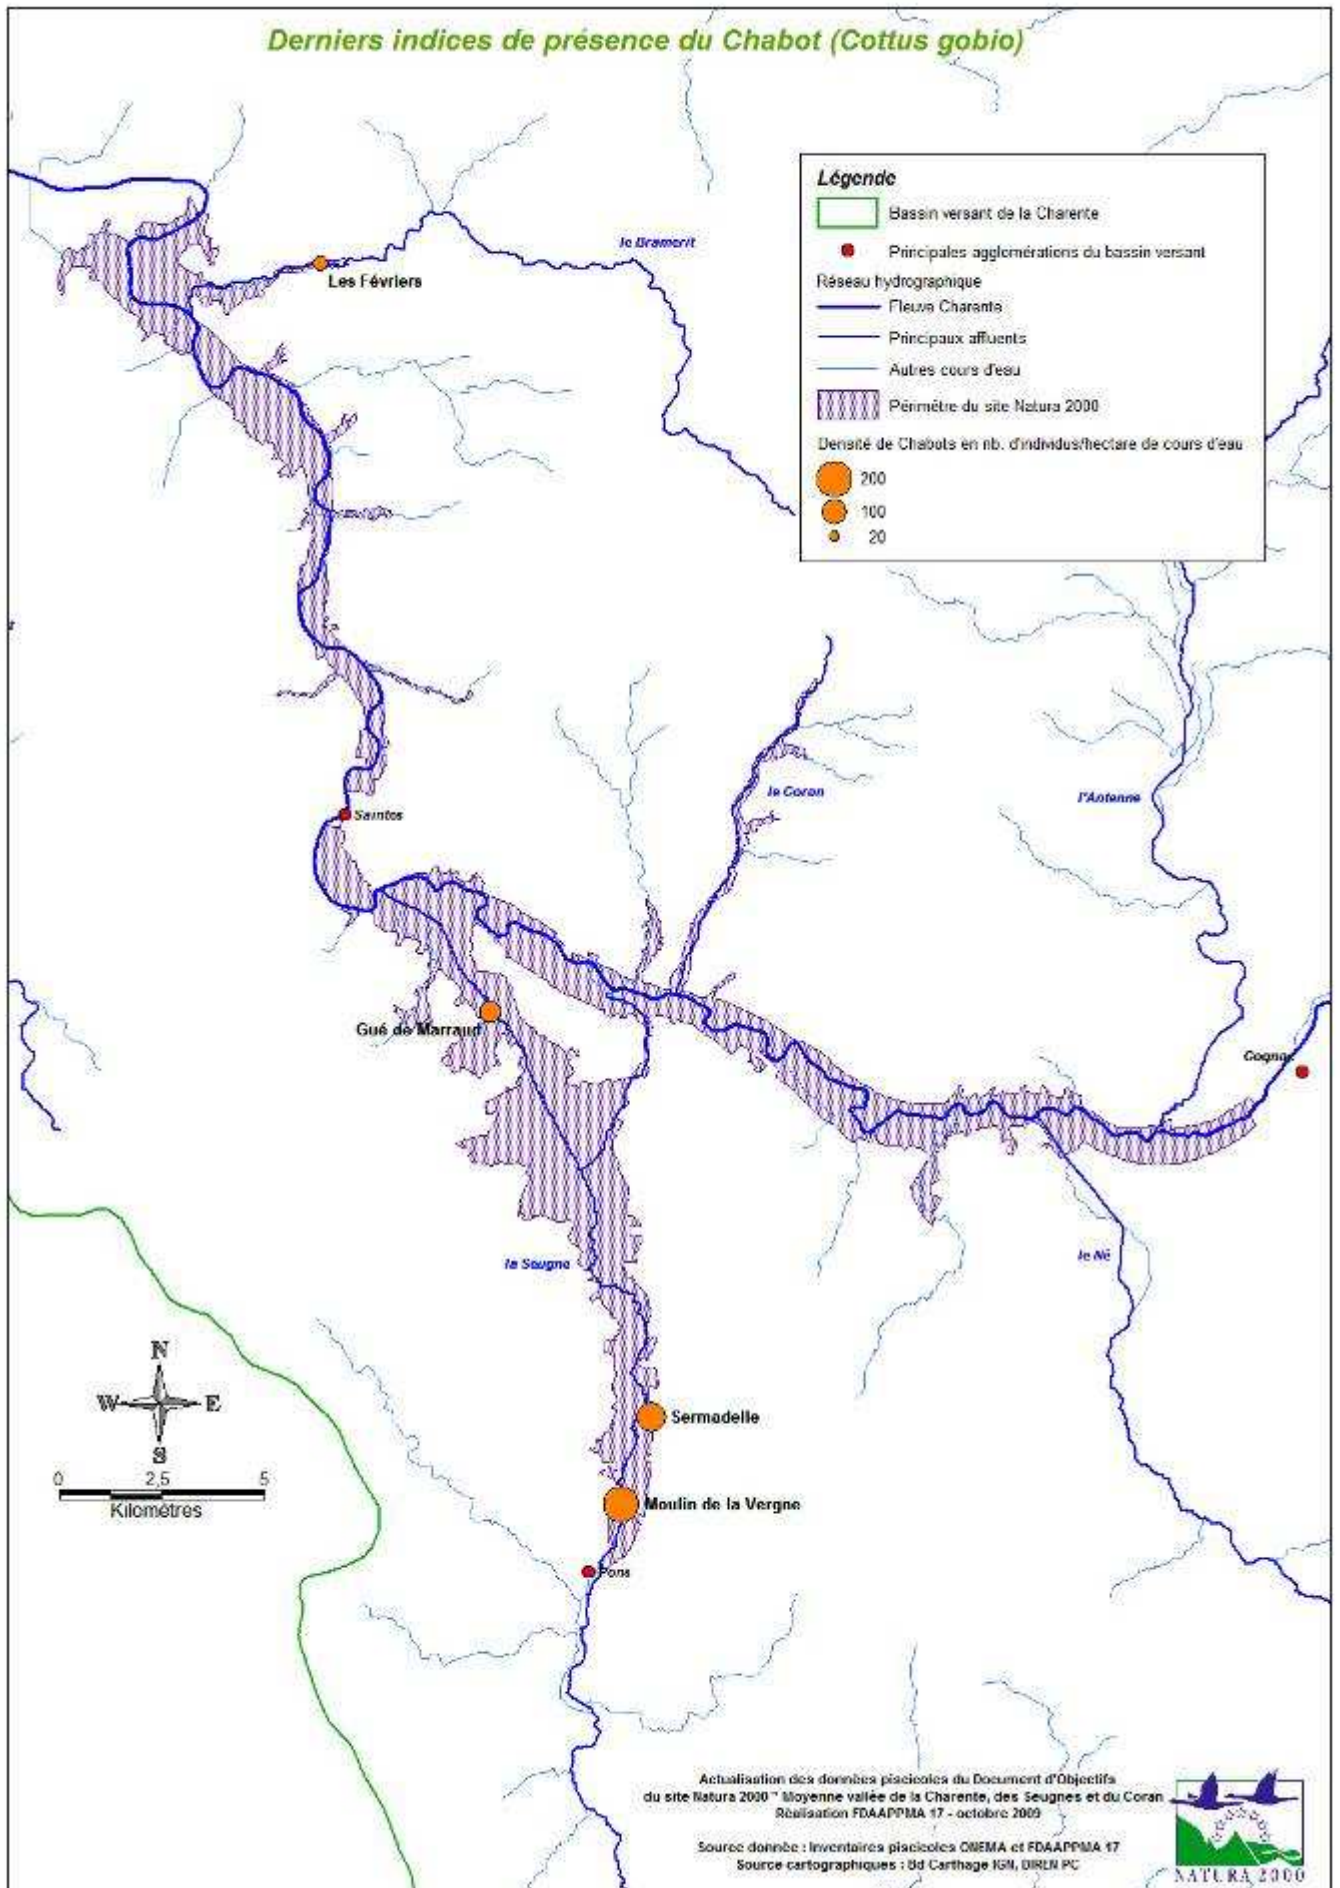 Derniers indices de présence du Chabot (Cottus gobio)
Légende
Bassin versant de la Charente
Principales agglomérations du bassin versant
Réseau hydrographique
Fleuve Charente
Principaux affluents
Autres cours d'eau
Périmètre du site Natura 2000
Densité de Chabots en nb. d'individus/hectare de cours d'eau
200
100
20
le Bramerit
Les Févriers
le Coran
l'Antenne
Saintes
Gué de Marraud
Cognac
la Seugne
le Né
N
W E
S
0 2,5 5
Kilomètres
Sermadelle
Moulin de la Vergne
Pons
Actualisation des données piscicoles du Document d'Objectifs
du site Natura 2000 " Moyenne vallée de la Charente, des Seugnes et du Coran
Réalisation FDAAPPMA 17 - octobre 2009
Source donnée : Inventaires piscicoles ONEMA et FDAAPPMA 17
Source cartographiques : Bd Carthage IGN, DIREN PC
NATURA 2000